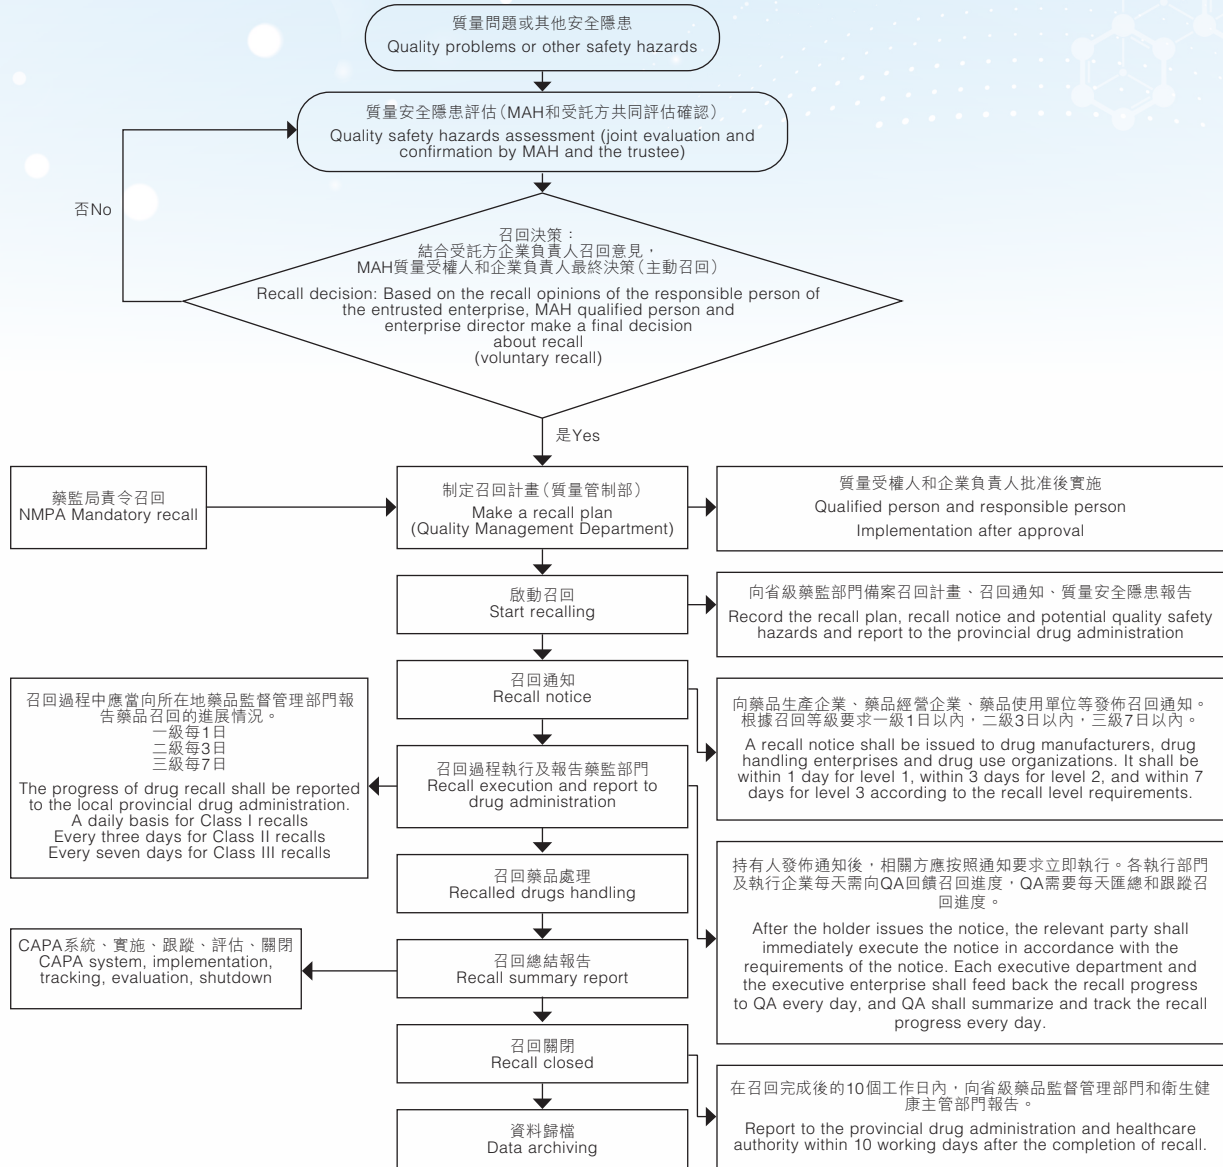 質量問題或其他安全隱患
Quality problems or other safety hazards
質量安全隱患評估(MAH和受託方共同評估確認)
Quality safety hazards assessment (joint evaluation and
confirmation by MAH and the trustee)
否No
召回決策：
結合受託方企業負責人召回意見，
MAH質量受權人和企業負責人最終決策(主動召回)
Recall decision: Based on the recall opinions of the responsible person of
the entrusted enterprise, MAH qualified person and
enterprise director make a final decision
about recall
(voluntary recall)
是Yes
藥監局責令召回
NMPA Mandatory recall
制定召回計畫(質量管制部)
Make a recall plan
(Quality Management Department)
質量受權人和企業負責人批准後實施
Qualified person and responsible person
Implementation after approval
啟動召回
Start recalling
向省級藥監部門備案召回計畫、召回通知、質量安全隱患報告
Record the recall plan, recall notice and potential quality safety
hazards and report to the provincial drug administration
召回通知
Recall notice
向藥品生產企業、藥品經營企業、藥品使用單位等發佈召回通知。
根據召回等級要求一級1日以內，二級3日以內，三級7日以內。
A recall notice shall be issued to drug manufacturers, drug
handling enterprises and drug use organizations. It shall be
within 1 day for level 1, within 3 days for level 2, and within 7
days for level 3 according to the recall level requirements.
召回過程中應當向所在地藥品監督管理部門報
告藥品召回的進展情況。
一級每1日
二級每3日
三級每7日
The progress of drug recall shall be reported
to the local provincial drug administration.
A daily basis for Class I recalls
Every three days for Class II recalls
Every seven days for Class III recalls
召回過程執行及報告藥監部門
Recall execution and report to
drug administration
召回藥品處理
Recalled drugs handling
持有人發佈通知後，相關方應按照通知要求立即執行。各執行部門
及執行企業每天需向QA回饋召回進度，QA需要每天匯總和跟蹤召
回進度。
After the holder issues the notice, the relevant party shall
immediately execute the notice in accordance with the
requirements of the notice. Each executive department and
the executive enterprise shall feed back the recall progress
to QA every day, and QA shall summarize and track the recall
progress every day.
CAPA系統、實施、跟蹤、評估、關閉
CAPA system, implementation,
tracking, evaluation, shutdown
召回總結報告
Recall summary report
召回關閉
Recall closed
在召回完成後的10個工作日內，向省級藥品監督管理部門和衛生健
康主管部門報告。
Report to the provincial drug administration and healthcare
authority within 10 working days after the completion of recall.
資料歸檔
Data archiving